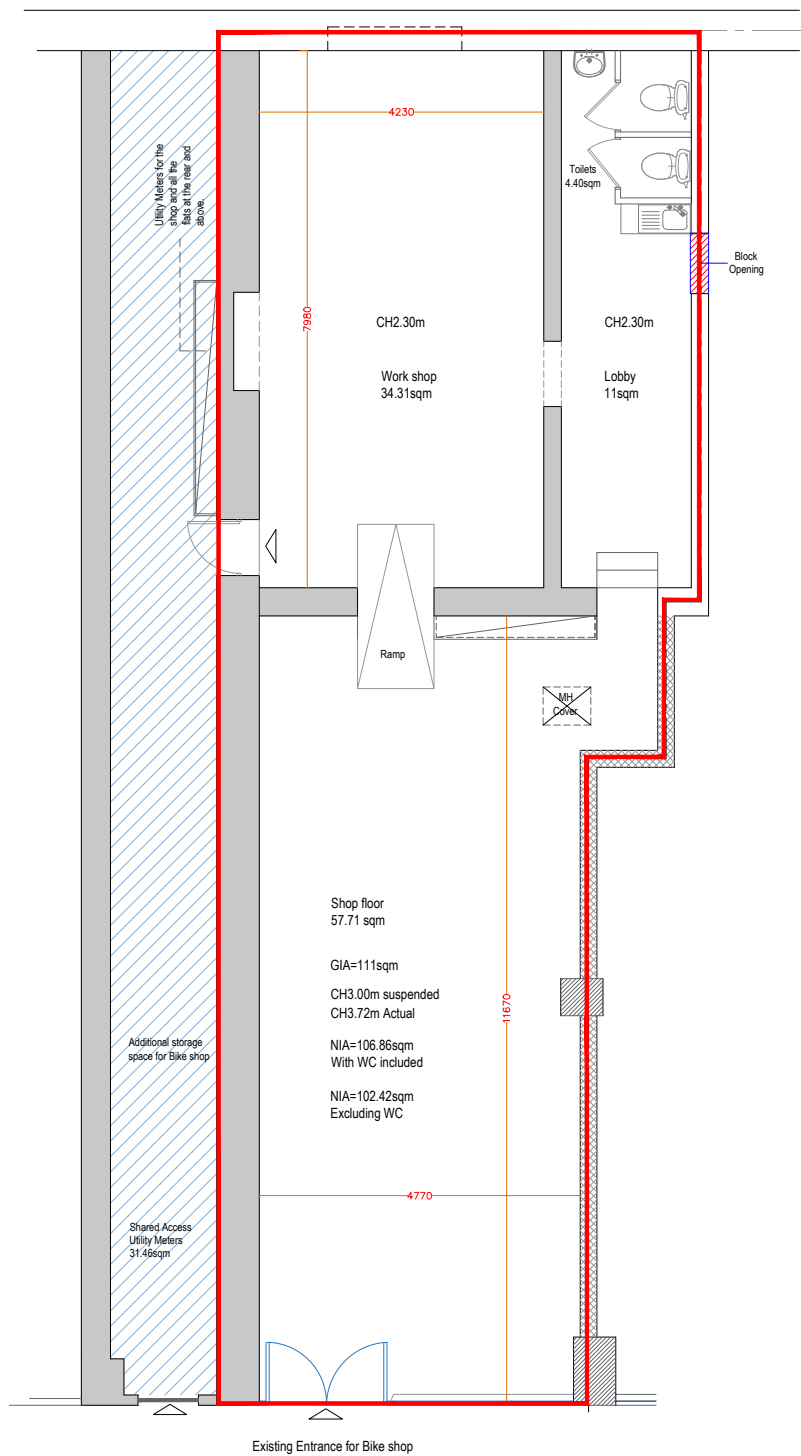 4230
Utility Meters for the
shop and all the
flats at the rear and
above.
Toilets
4.40sqm
Block
Opening
7980
CH2.30m
CH2.30m
Work shop
34.31sqm
Lobby
11sqm
Ramp
MH
Cover
Shop floor
57.71 sqm
GIA=111sqm
CH3.00m suspended
CH3.72m Actual
11670
NIA=106.86sqm
With WC included
Additional storage
space for Bike shop
NIA=102.42sqm
Excluding WC
4770
Shared Access
Utility Meters
31.46sqm
Existing Entrance for Bike shop